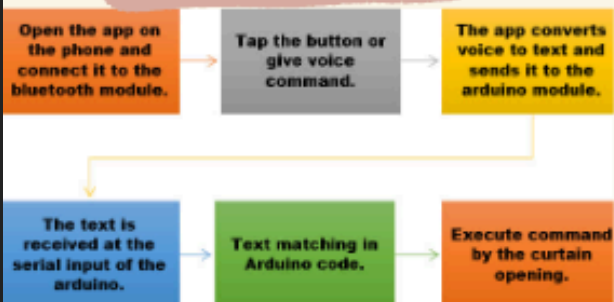 Open the app on
the phone and
connect it to the
bluetooth module.
Tap the button or
give voice
command.
The app converts
voice to text and
sends it to the
arduino module.
The text is
received at the
serial input of the
arduino.
Text matching in
Arduino code.
Execute command
by the curtain
opening.